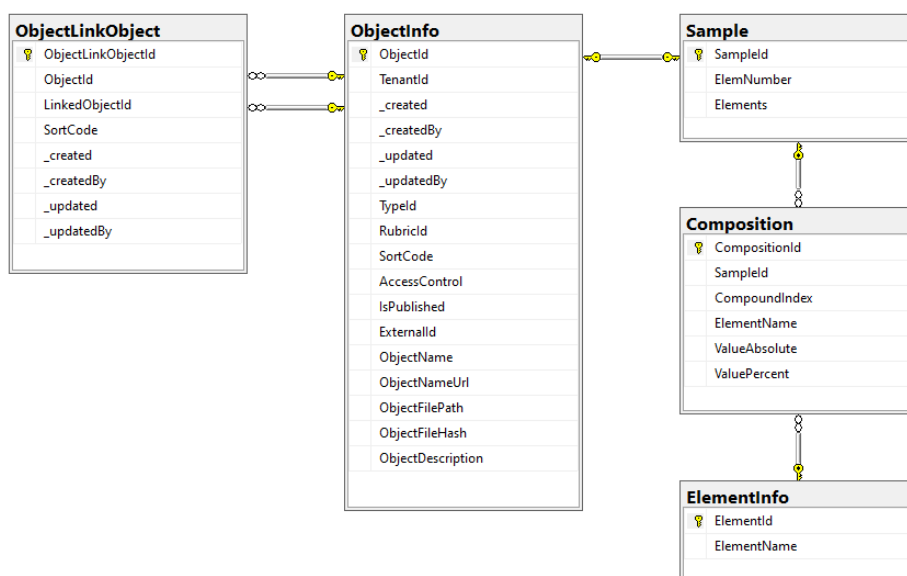 ObjectLinkObject
ObjectLinkObjectId
ObjectId
LinkedObjectId
SortCode
_created
_createdBy
_updated
_updatedBy
ObjectInfo
ObjectId
TenantId
_created
_createdBy
_updated
_updatedBy
TypeId
RubricId
SortCode
AccessControl
IsPublished
ExternalId
ObjectName
ObjectNameUrl
ObjectFilePath
ObjectFileHash
ObjectDescription
Sample
SampleId
ElemNumber
Elements
Composition
CompositionId
SampleId
CompoundIndex
ElementName
ValueAbsolute
ValuePercent
ElementInfo
ElementId
ElementName